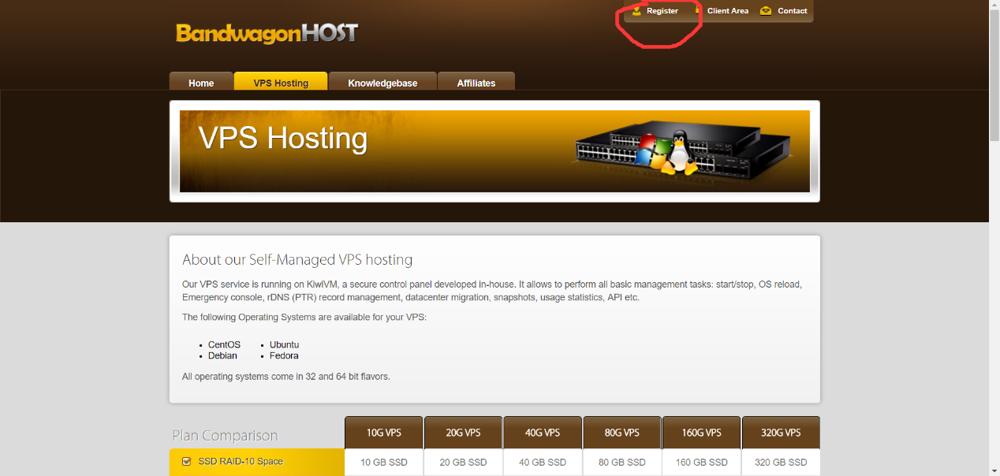 Register Client Area Contact
BandwagonHOST
Home VPS Hosting Knowledgebase Affiliates
VPS Hosting
About our Self-Managed VPS hosting
Our VPS service is running on KiwiVM, a secure control panel developed in-house. It allows to perform all basic management tasks: start/stop, OS reload,
Emergency console, rDNS (PTR) record management, datacenter migration, snapshots, usage statistics, API etc.
The following Operating Systems are available for your VPS:
• CentOS • Ubuntu
• Debian • Fedora
All operating systems come in 32 and 64 bit flavors.
Plan Comparison 10G VPS 20G VPS 40G VPS 80G VPS 160G VPS 320G VPS
SSD RAID-10 Space 10 GB SSD 20 GB SSD 40 GB SSD 80 GB SSD 160 GB SSD 320 GB SSD